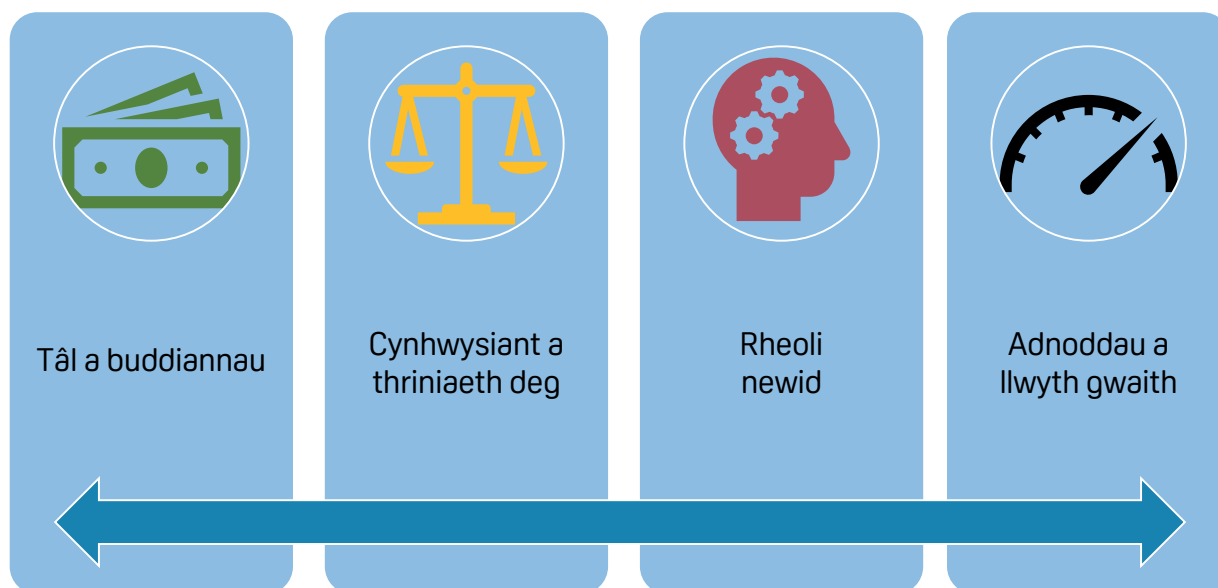 Tâl a buddiannau
Cynhwysiant a
thriniaeth deg
Rheoli
newid
Adnoddau a
llwyth gwaith